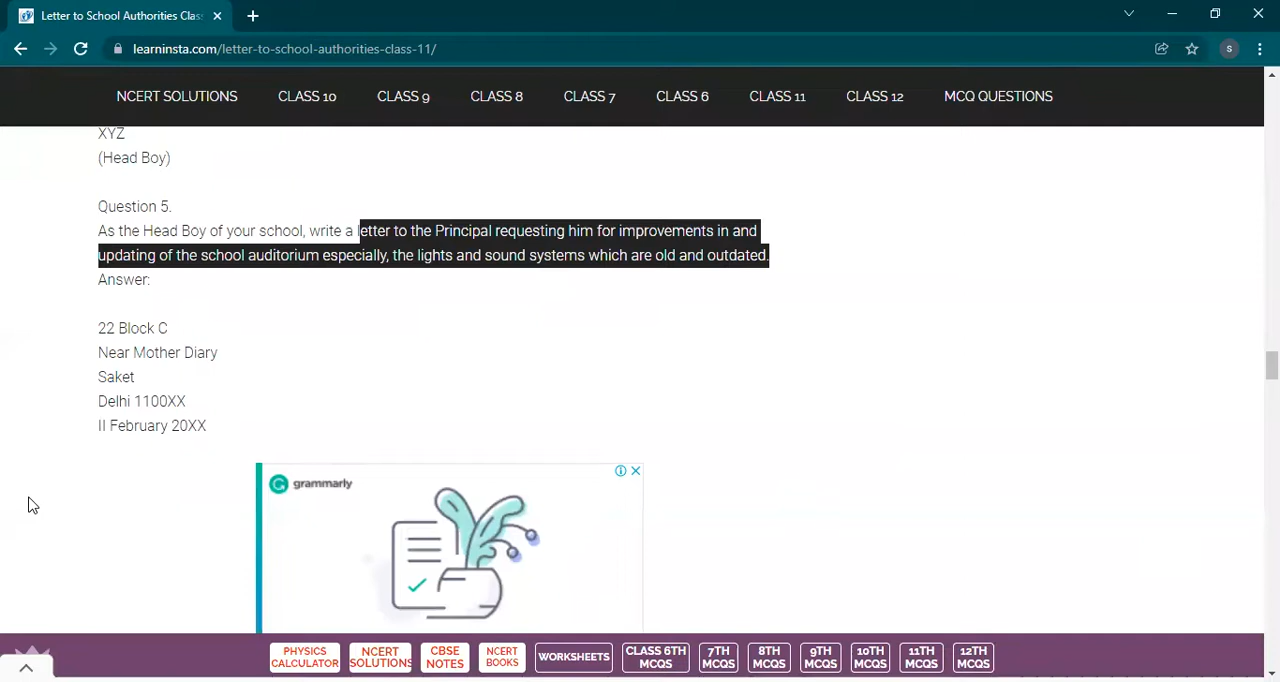 Letter to School Authorities Clas
learninsta.com/letter-to-school-authorities-class-11/
s
NCERT SOLUTIONS CLASS 10 CLASS 9 CLASS 8 CLASS 7 CLASS 6 CLASS 11 CLASS 12 MCQ QUESTIONS
XYZ
(Head Boy)
Question 5.
As the Head Boy of your school, write a letter to the Principal requesting him for improvements in and
updating of the school auditorium especially, the lights and sound systems which are old and outdated.
Answer:
22 Block C
Near Mother Diary
Saket
Delhi 1100XX
II February 20XX
grammarly
PHYSICS CALCULATOR
NCERT SOLUTIONS
CBSE NOTES
NCERT BOOKS
WORKSHEETS
CLASS 6TH MCQS
7TH MCQS
8TH MCQS
9TH MCQS
10TH MCQS
11TH MCQS
12TH MCQS